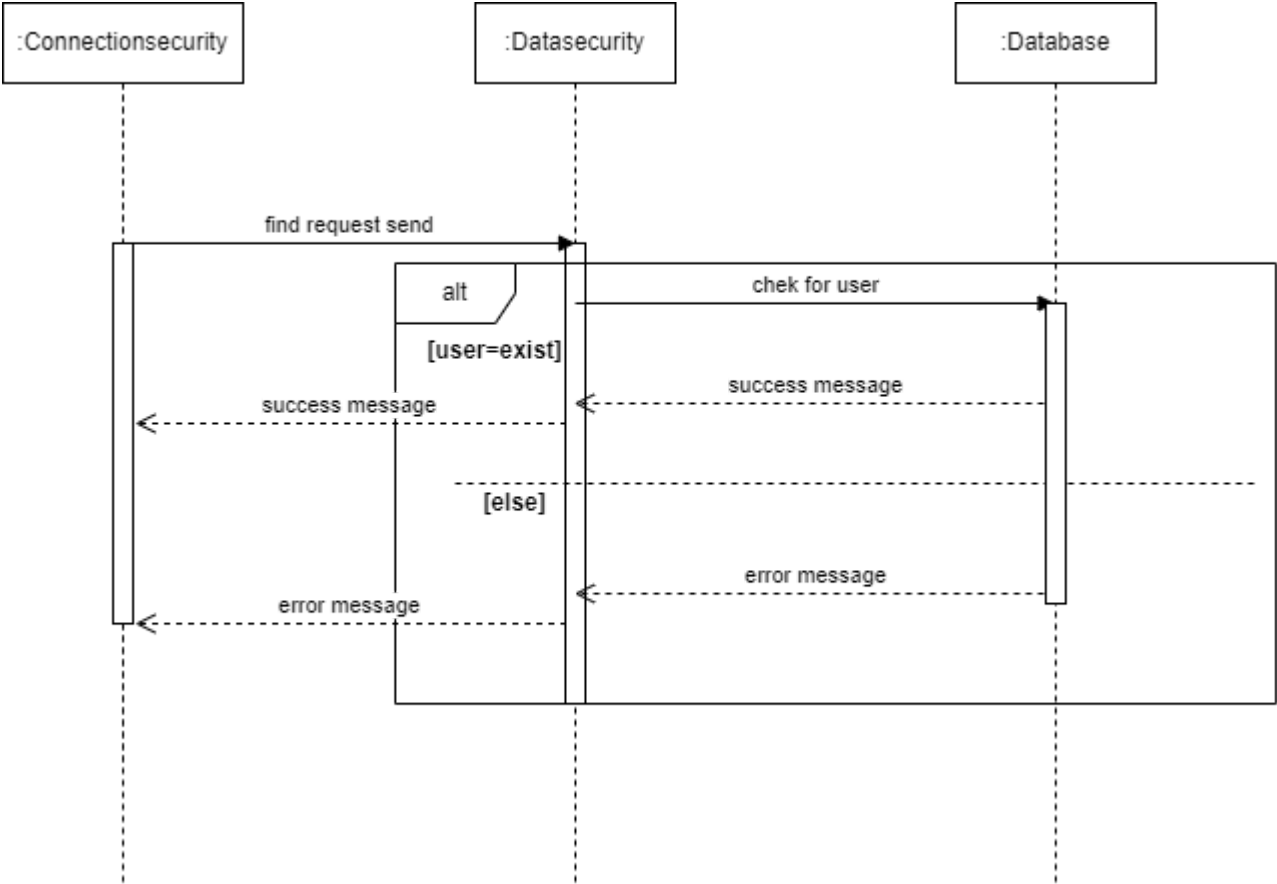 :Connectionsecurity
:Datasecurity
:Database
find request send
alt
chek for user
[user=exist]
success message
success message
[else]
error message
error message